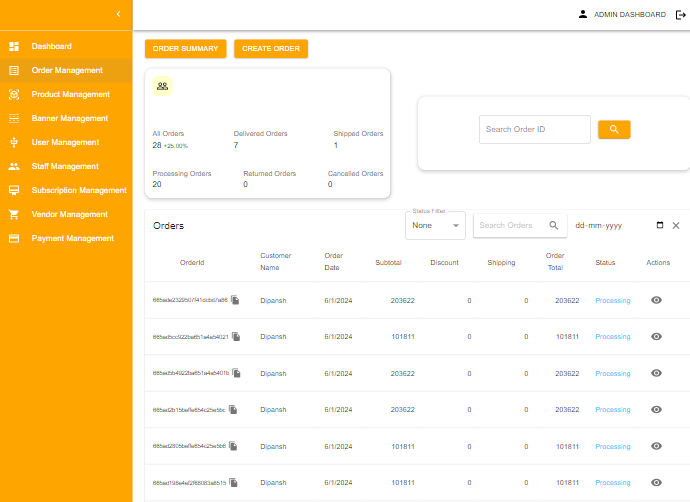 ADMIN DASHBOARD
Dashboard
Order Management
Product Management
Banner Management
User Management
Staff Management
Subscription Management
Vendor Management
Payment Management
ORDER SUMMARY
CREATE ORDER
All Orders
28 +25.00%
Delivered Orders
7
Shipped Orders
1
Processing Orders
20
Returned Orders
0
Cancelled Orders
0
Search Order ID
Orders
Status Filter
None
Search Orders
dd-mm-yyyy
OrderId Customer Name Order Date Subtotal Discount Shipping Order Total Status Actions
Dipansh 6/1/2024 203622 0 0 203622 Processing
Dipansh 6/1/2024 101811 0 0 101811 Processing
Dipansh 6/1/2024 203622 0 0 203622 Processing
Dipansh 6/1/2024 203622 0 0 203622 Processing
Dipansh 6/1/2024 101811 0 0 101811 Processing
Dipansh 6/1/2024 101811 0 0 101811 Processing